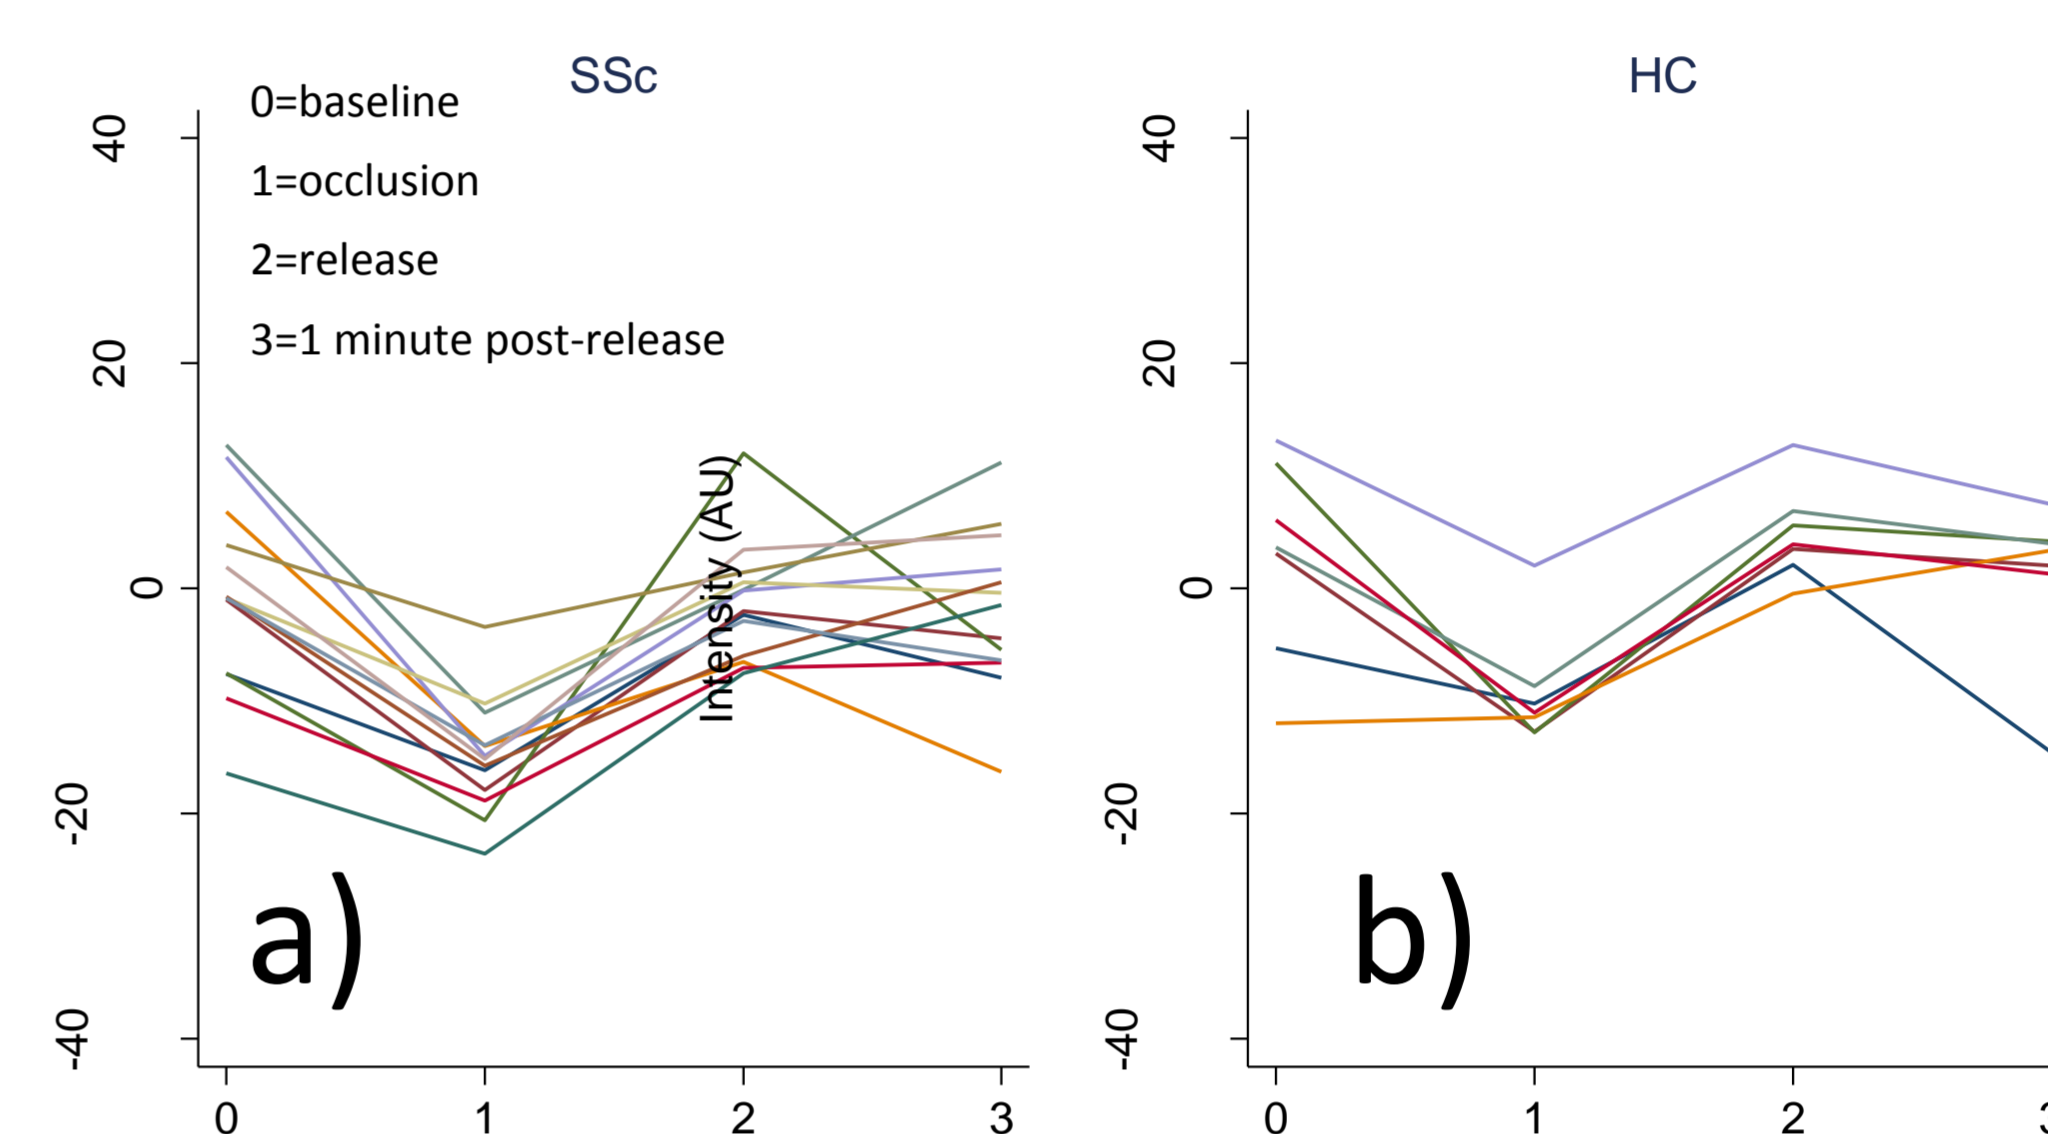 SSc
0=baseline
1=occlusion
2=release
3=1 minute post-release
40
20
0
-20
-40
a)
0 1 2 3
Intensity (AU)
HC
40
20
0
-20
-40
b)
0 1 2